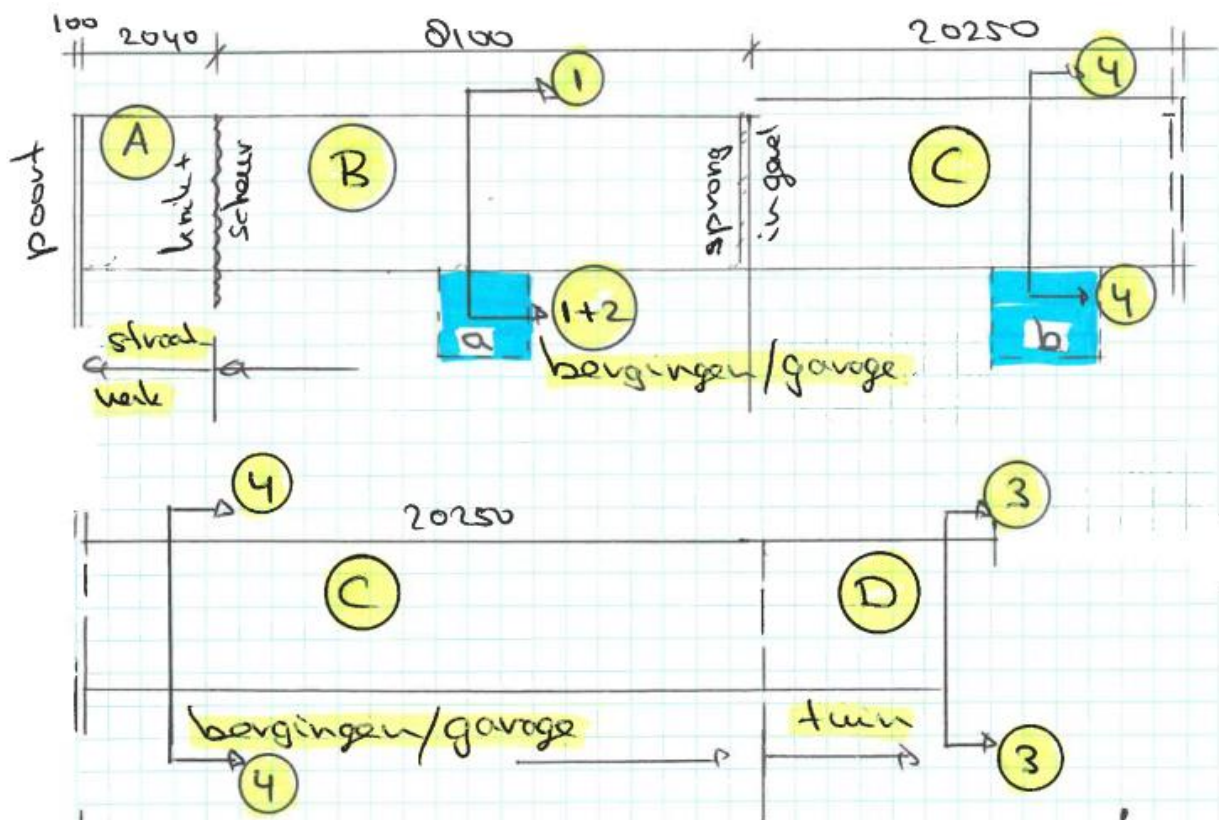 100 2040 8100 20250
1 4
A B C
poort
knik +
scheur
sprong
in gevel
1+2 4
a b
straat
werk
bergingen/garage
4 3
20250
C D
bergingen/garage tuin
4 3